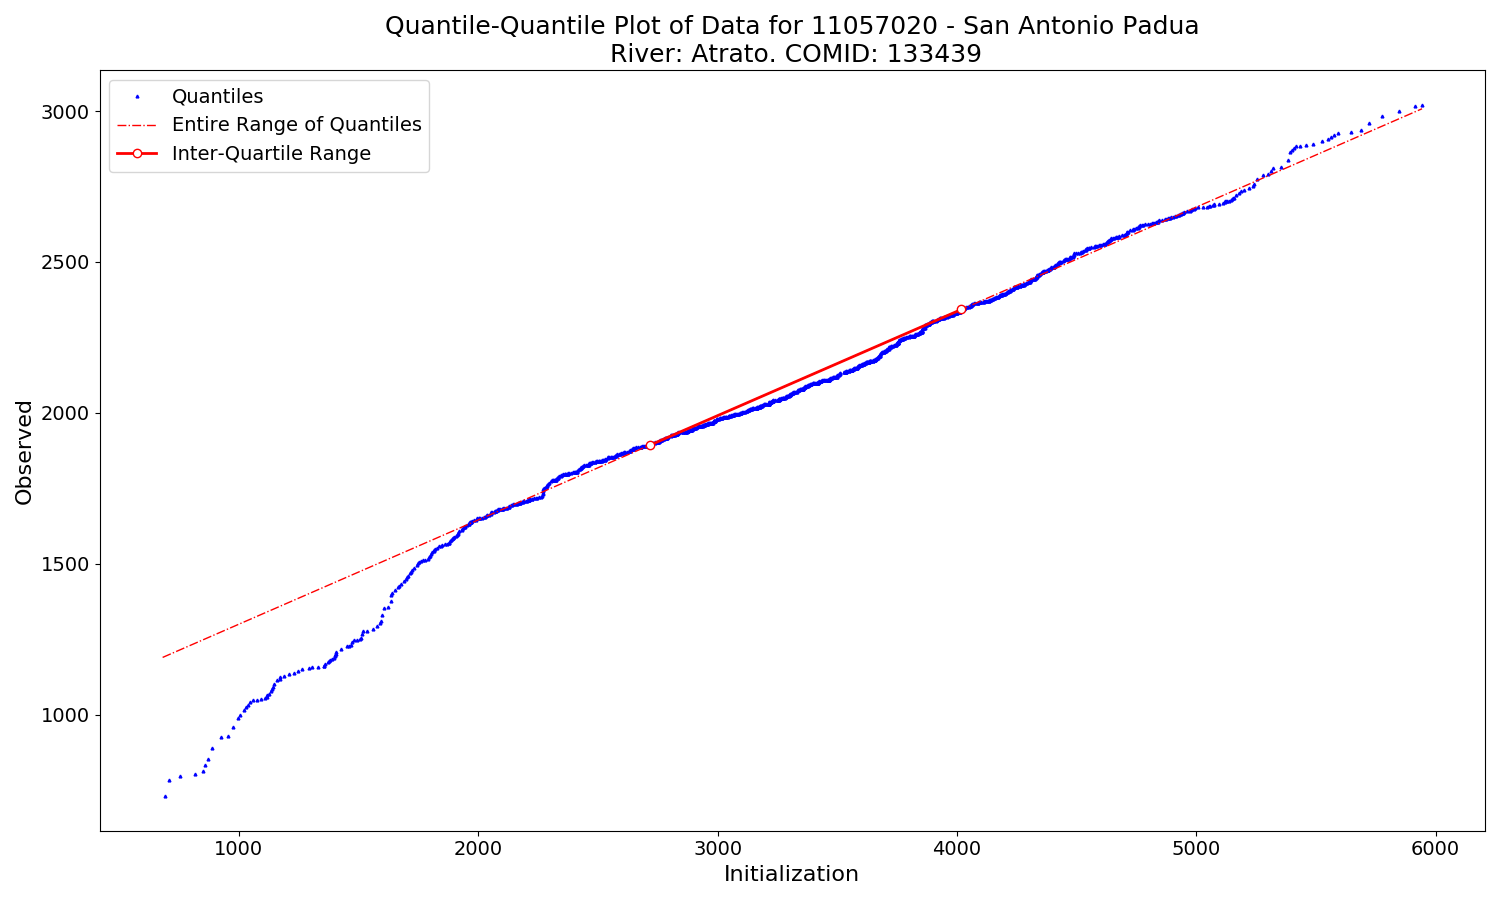 Quantile-Quantile Plot of Data for 11057020 - San Antonio Padua
River: Atrato. COMID: 133439
Quantiles
Entire Range of Quantiles
Inter-Quartile Range
3000
2500
2000
1500
1000
Observed
1000 2000 3000 4000 5000 6000
Initialization